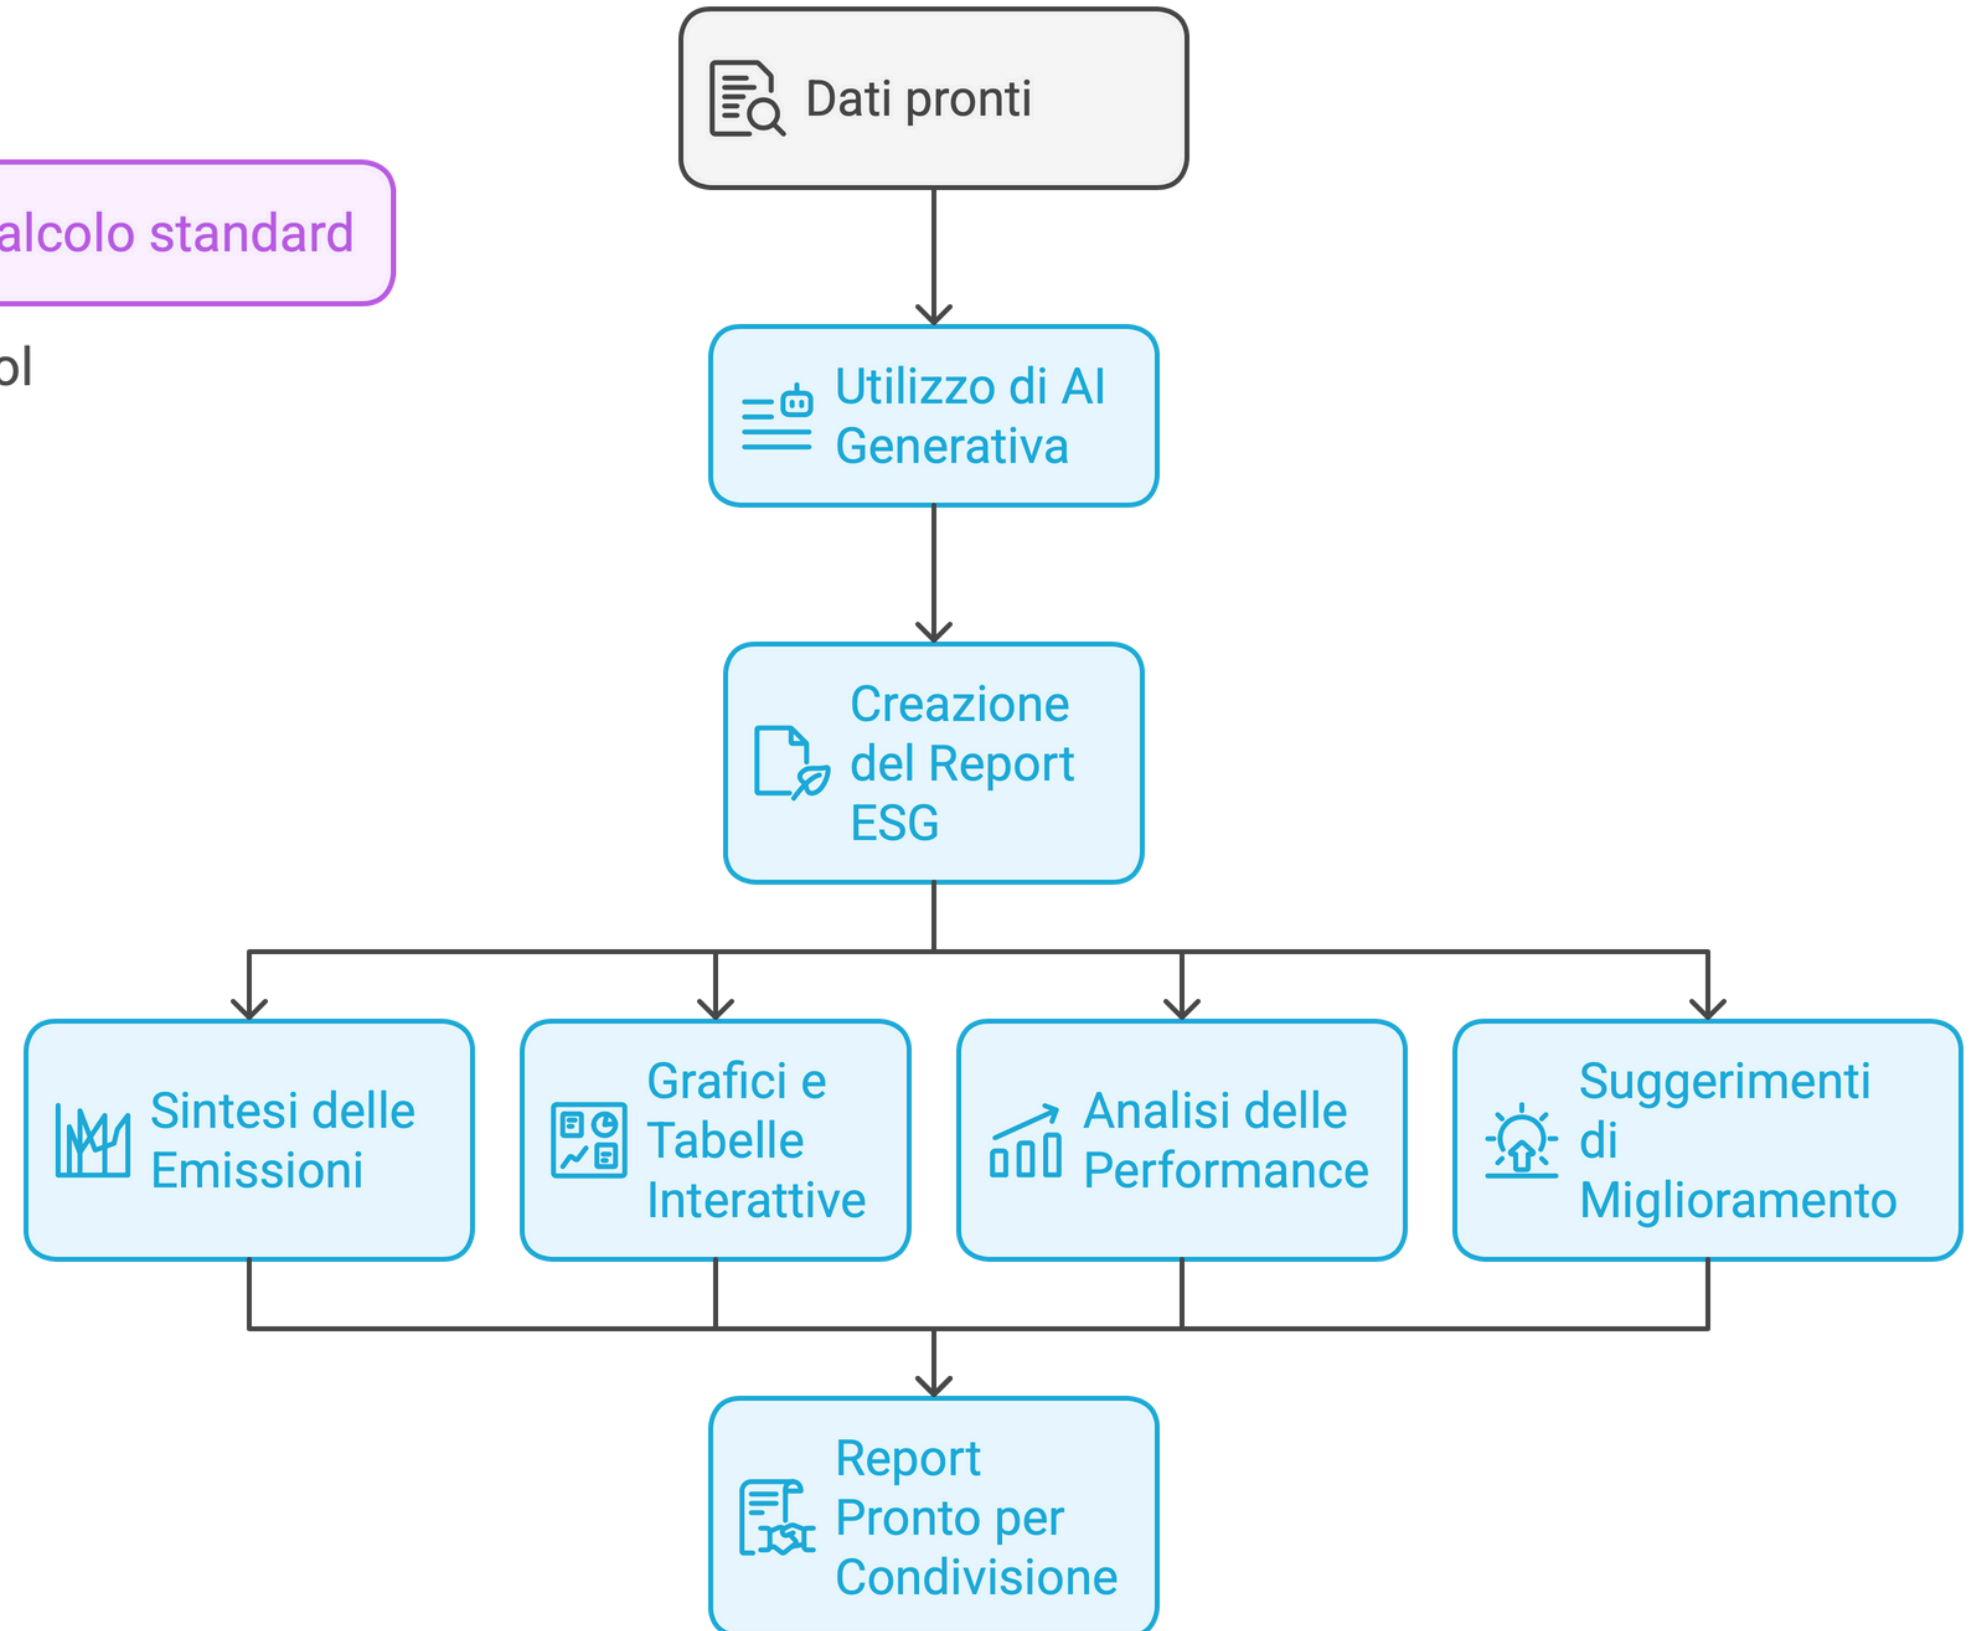 Dati pronti
alcolo standard
ol
Utilizzo di AI
Generativa
Creazione
del Report
ESG
Sintesi delle
Emissioni
Grafici e
Tabelle
Interattive
Analisi delle
Performance
Suggerimenti
di
Miglioramento
Report
Pronto per
Condivisione